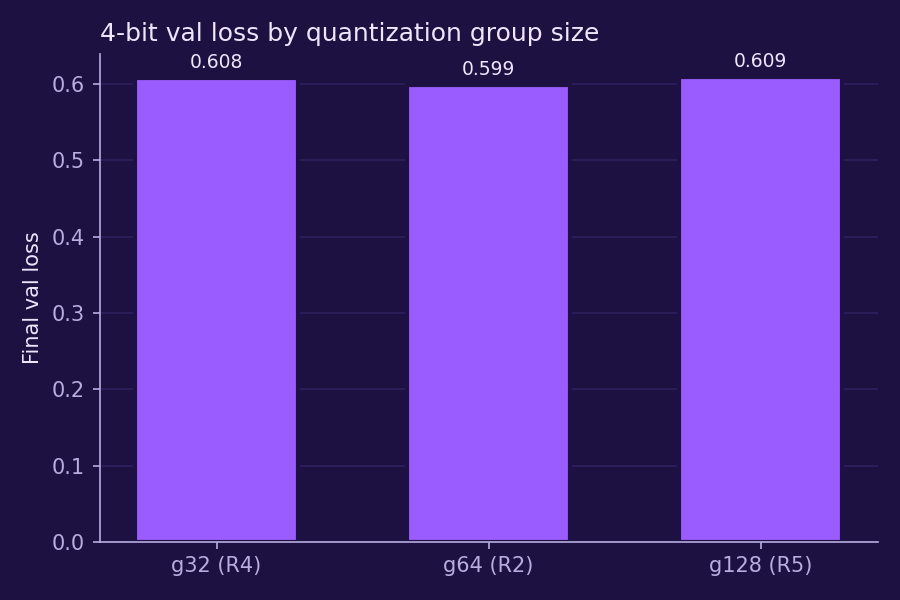 4-bit val loss by quantization group size
0.608
0.599
0.609
Final val loss
0.6
0.5
0.4
0.3
0.2
0.1
0.0
g32 (R4)
g64 (R2)
g128 (R5)